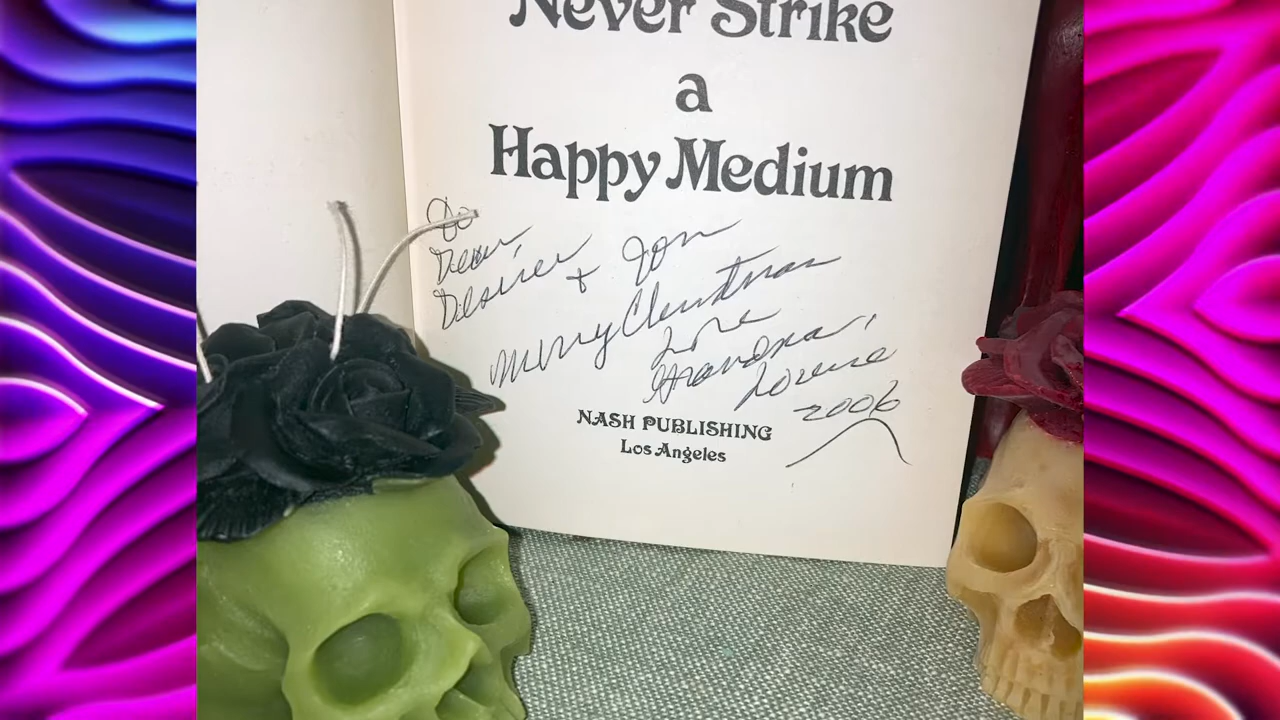 Never Strike
a
Happy Medium
To
Dear,
Desiree + Jon
Merry Christmas
Love
Grandma,
Louise
2006
NASH PUBLISHING
Los Angeles